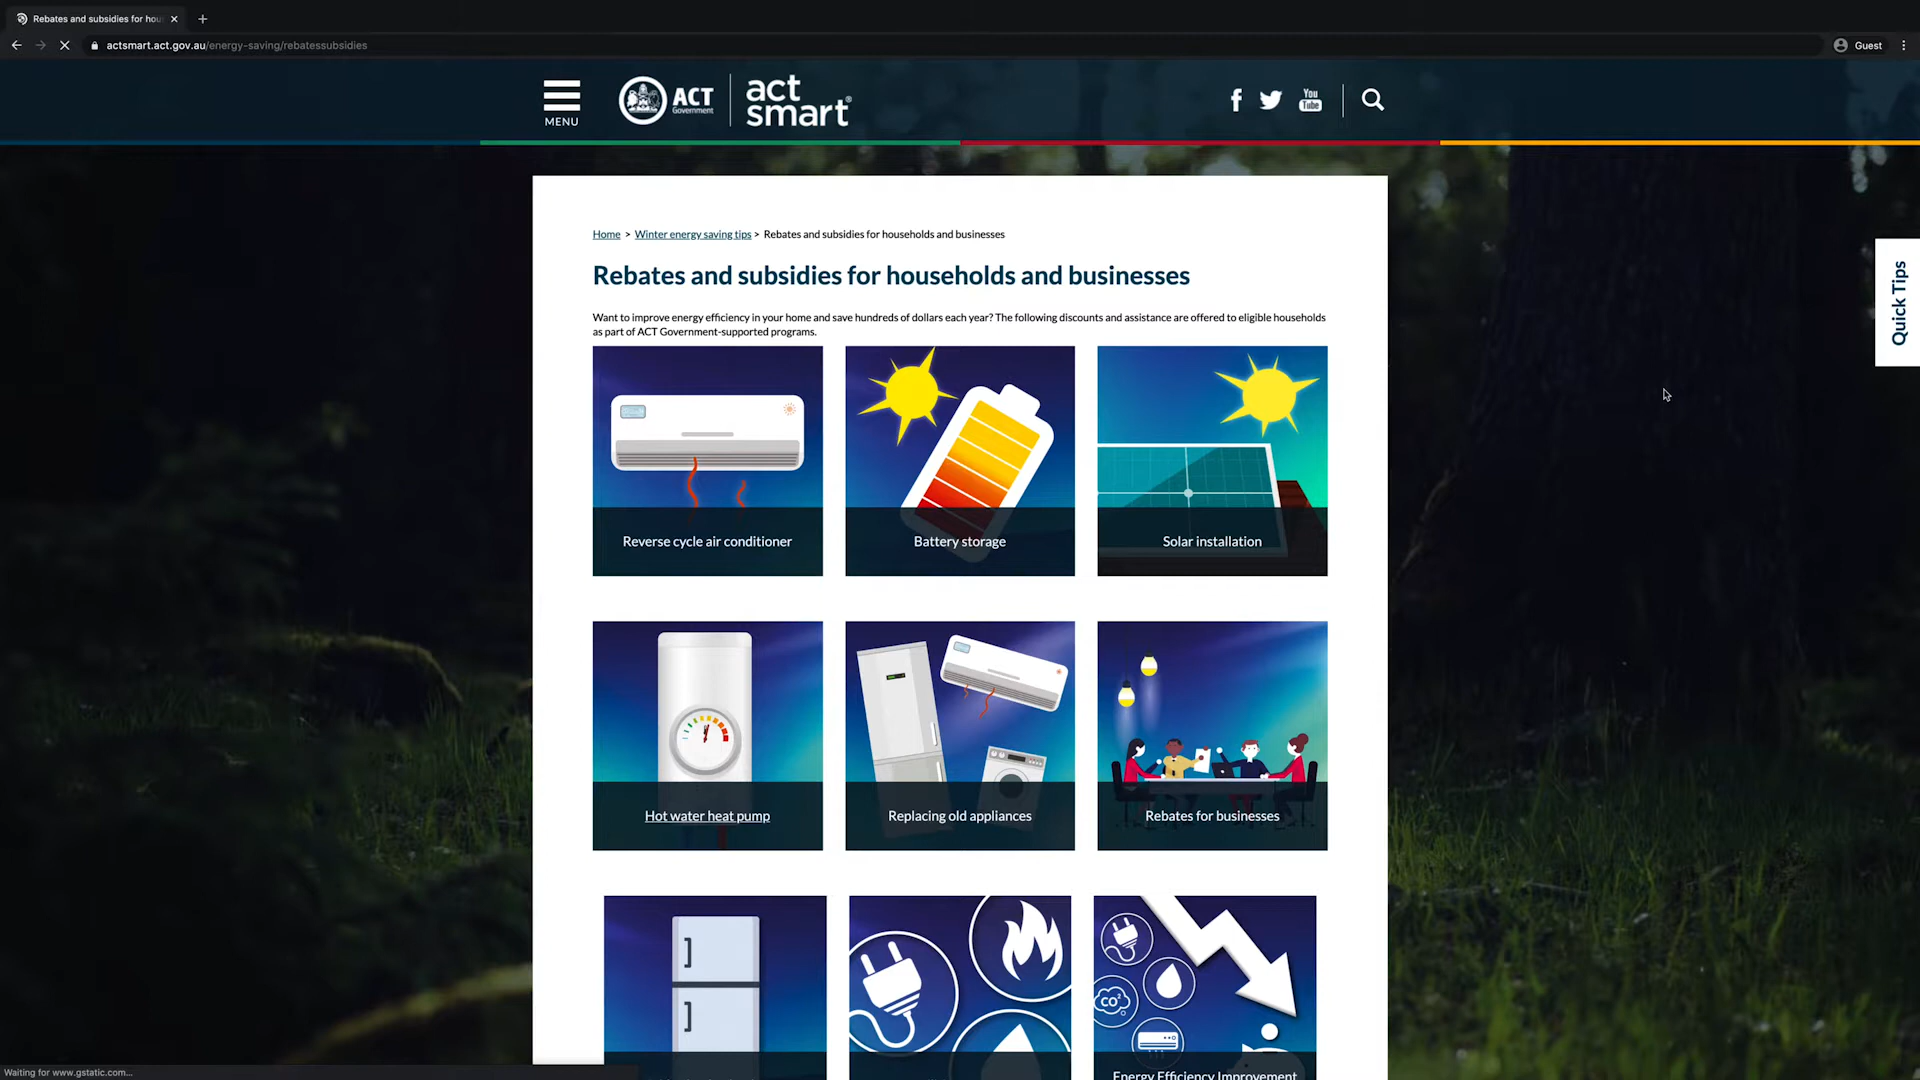 Rebates and subsidies for hou
actsmart.act.gov.au/energy-saving/rebatessubsidies
Guest
MENU
ACT
Government
act
smart®
You
Tube
Quick Tips
Home > Winter energy saving tips > Rebates and subsidies for households and businesses
Rebates and subsidies for households and businesses
Want to improve energy efficiency in your home and save hundreds of dollars each year? The following discounts and assistance are offered to eligible households
as part of ACT Government-supported programs.
Reverse cycle air conditioner
Battery storage
Solar installation
Hot water heat pump
Replacing old appliances
Rebates for businesses
CO²
Energy Efficiency Improvement
Waiting for www.gstatic.com...